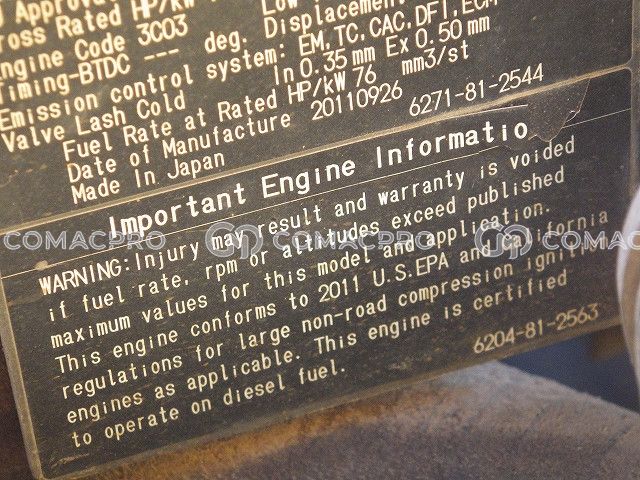 Approva
Gross Rated HP/kW
Engine Code 3C03
Timing-BTDC --- deg. Displacement
Emission control system: EM, TC, CAC, DFI, ECM
Valve Lash Cold In 0.35 mm Ex 0.50 mm
Fuel Rate at Rated HP/kW 76 mm3/st
Date of Manufacture 20110926
Made In Japan 6271-81-2544
Important Engine Informatio
WARNING: Injury may result and warranty is voided
if fuel rate, rpm or altitudes exceed published
maximum values for this model and application.
This engine conforms to 2011 U.S.EPA and california
regulations for large non-road compression ignition
engines as applicable. This engine is certified
to operate on diesel fuel.
6204-81-2563
COMACPRO COMACPRO COMACPRO